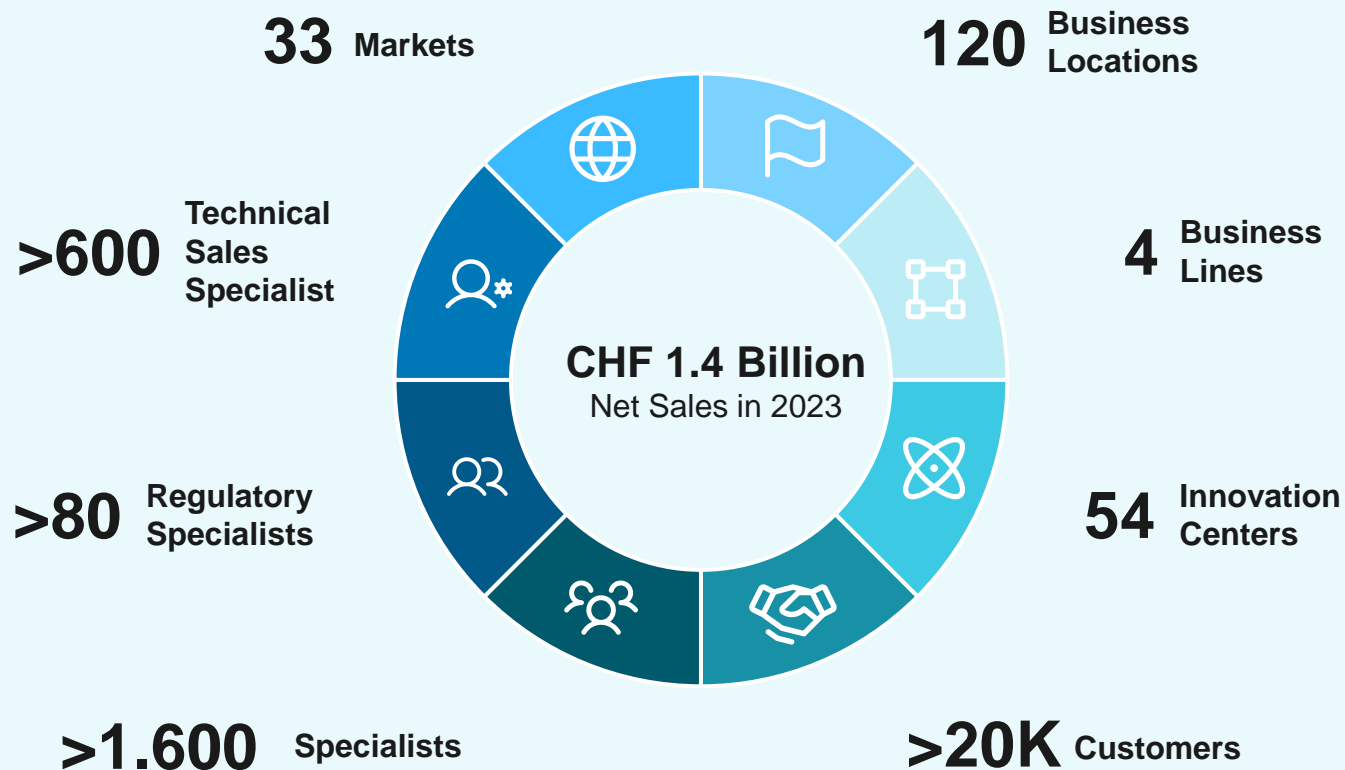 33 Markets
120 Business
Locations
>600 Technical
Sales
Specialist
4 Business
Lines
CHF 1.4 Billion
Net Sales in 2023
>80 Regulatory
Specialists
54 Innovation
Centers
>1.600 Specialists
>20K Customers